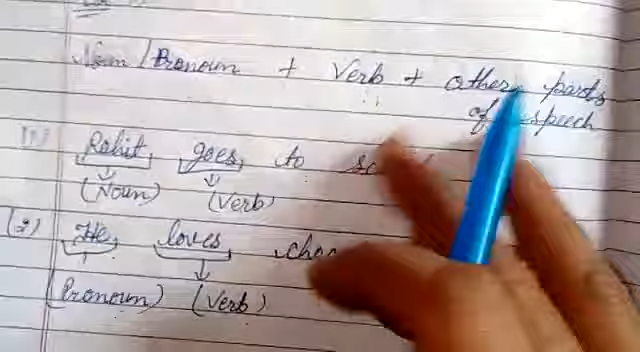 Noun / Pronoun + Verb + other parts
of speech
(1) Rohit goes to
(Noun) (Verb)
(2) He loves
(Pronoun) (Verb)